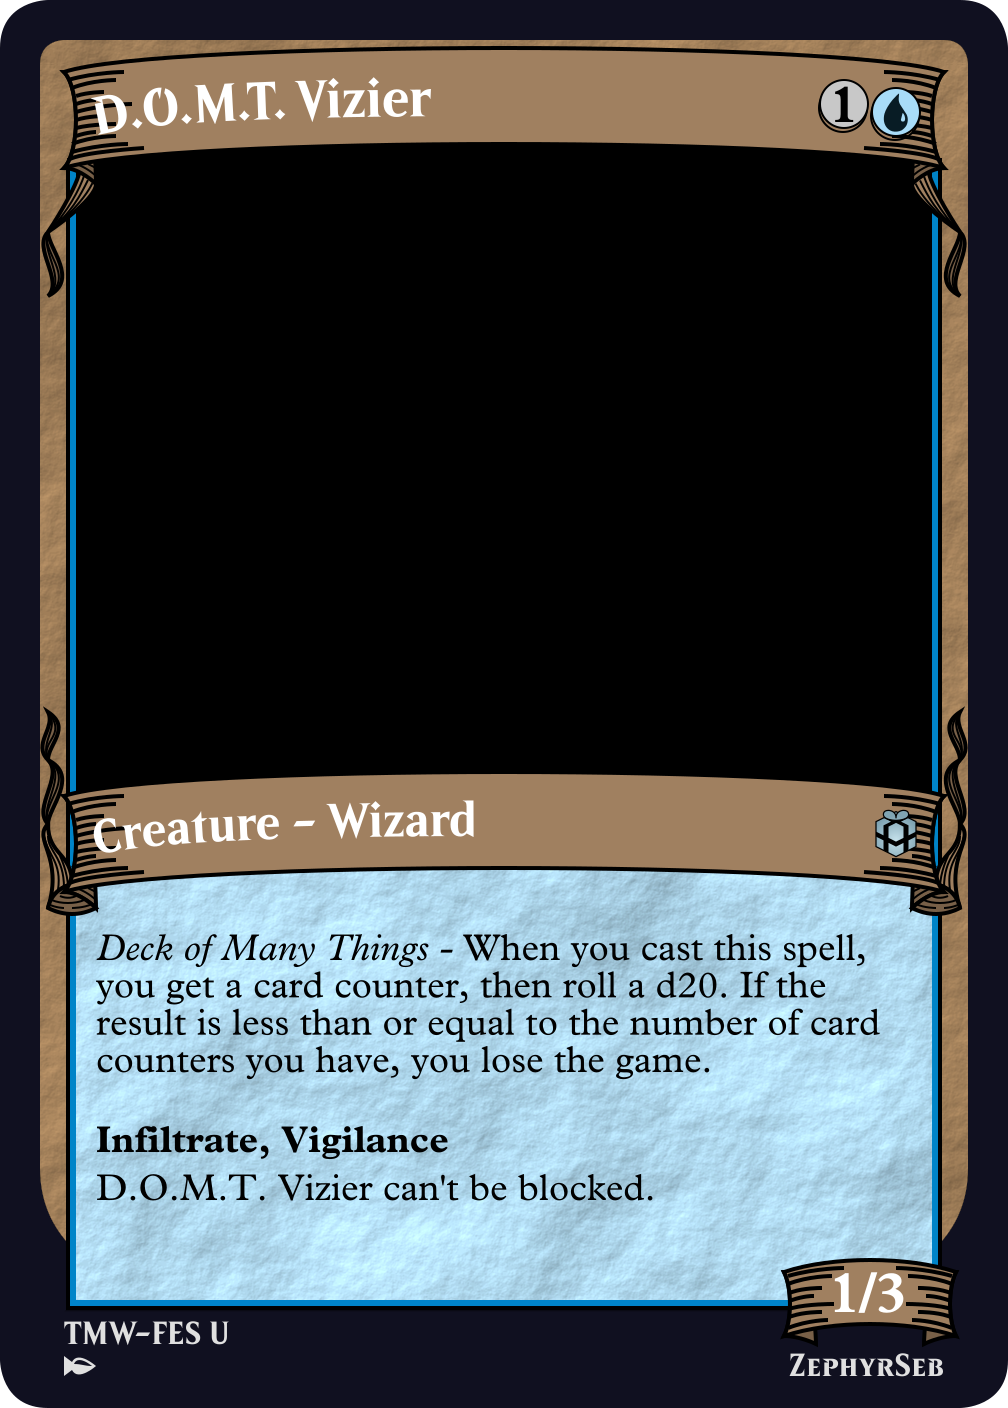 D.O.M.T. Vizier
1
Creature – Wizard
Deck of Many Things - When you cast this spell,
you get a card counter, then roll a d20. If the
result is less than or equal to the number of card
counters you have, you lose the game.
Infiltrate, Vigilance
D.O.M.T. Vizier can't be blocked.
1/3
TMW-FES U
ZephyrSeb